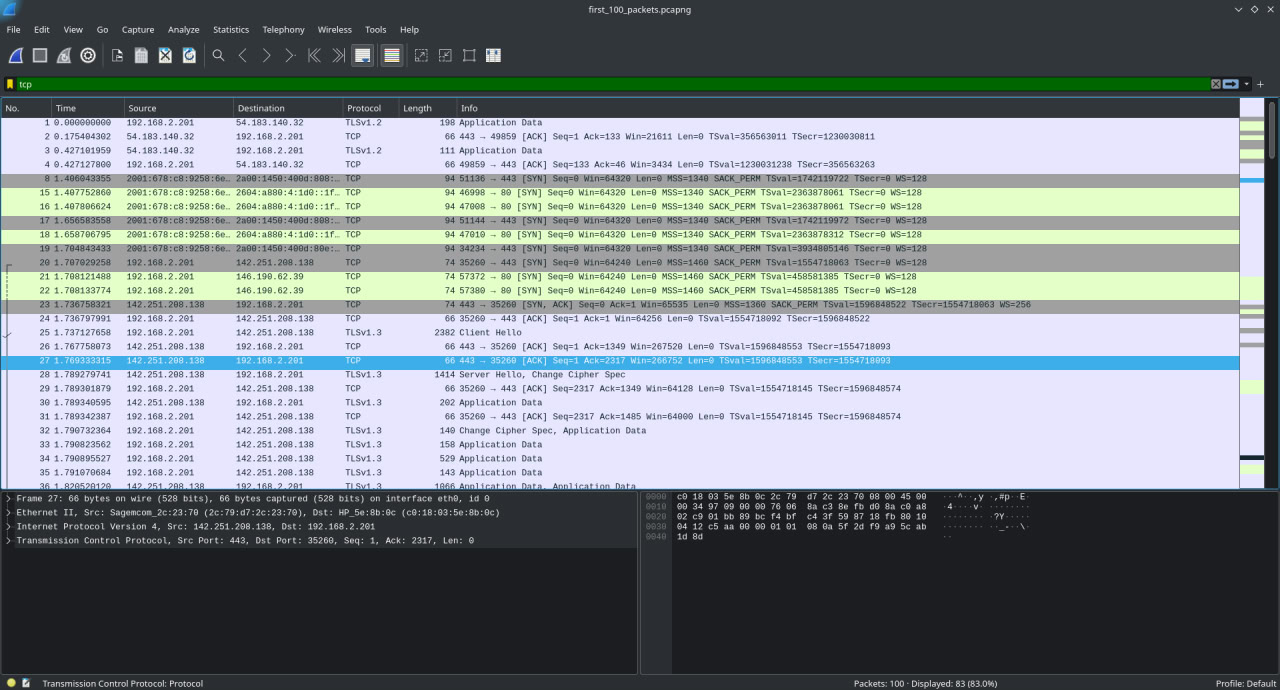 first_100_packets.pcapng
File Edit View Go Capture Analyze Statistics Telephony Wireless Tools Help
tcp
No. Time Source Destination Protocol Length Info
1 0.000000000 192.168.2.201 54.183.140.32 TLSv1.2 198 Application Data
2 0.175404302 54.183.140.32 192.168.2.201 TCP 66 443 → 49859 [ACK] Seq=1 Ack=133 Win=21611 Len=0 TSval=356563011 TSecr=1230030811
3 0.427101959 54.183.140.32 192.168.2.201 TLSv1.2 111 Application Data
4 0.427127800 192.168.2.201 54.183.140.32 TCP 66 49859 → 443 [ACK] Seq=133 Ack=46 Win=3434 Len=0 TSval=1230031238 TSecr=356563263
8 1.406043355 2001:678:c8:9258:6e… 2a00:1450:400d:808:… TCP 94 51136 → 443 [SYN] Seq=0 Win=64320 Len=0 MSS=1340 SACK_PERM TSval=1742119722 TSecr=0 WS=128
15 1.407752860 2001:678:c8:9258:6e… 2604:a880:4:1d0::1f… TCP 94 46998 → 80 [SYN] Seq=0 Win=64320 Len=0 MSS=1340 SACK_PERM TSval=2363878061 TSecr=0 WS=128
16 1.407806624 2001:678:c8:9258:6e… 2604:a880:4:1d0::1f… TCP 94 47008 → 80 [SYN] Seq=0 Win=64320 Len=0 MSS=1340 SACK_PERM TSval=2363878061 TSecr=0 WS=128
17 1.656583558 2001:678:c8:9258:6e… 2a00:1450:400d:808:… TCP 94 51144 → 443 [SYN] Seq=0 Win=64320 Len=0 MSS=1340 SACK_PERM TSval=1742119972 TSecr=0 WS=128
18 1.658706795 2001:678:c8:9258:6e… 2604:a880:4:1d0::1f… TCP 94 47010 → 80 [SYN] Seq=0 Win=64320 Len=0 MSS=1340 SACK_PERM TSval=2363878312 TSecr=0 WS=128
19 1.704843433 2001:678:c8:9258:6e… 2a00:1450:400d:80e:… TCP 94 34234 → 443 [SYN] Seq=0 Win=64320 Len=0 MSS=1340 SACK_PERM TSval=3934805146 TSecr=0 WS=128
20 1.707029258 192.168.2.201 142.251.208.138 TCP 74 35260 → 443 [SYN] Seq=0 Win=64240 Len=0 MSS=1460 SACK_PERM TSval=1554718063 TSecr=0 WS=128
21 1.708121488 192.168.2.201 146.190.62.39 TCP 74 57372 → 80 [SYN] Seq=0 Win=64240 Len=0 MSS=1460 SACK_PERM TSval=458581385 TSecr=0 WS=128
22 1.708133774 192.168.2.201 146.190.62.39 TCP 74 57380 → 80 [SYN] Seq=0 Win=64240 Len=0 MSS=1460 SACK_PERM TSval=458581385 TSecr=0 WS=128
23 1.736758321 142.251.208.138 192.168.2.201 TCP 74 443 → 35260 [SYN, ACK] Seq=0 Ack=1 Win=65535 Len=0 MSS=1360 SACK_PERM TSval=1596848522 TSecr=1554718063 WS=256
24 1.736797991 192.168.2.201 142.251.208.138 TCP 66 35260 → 443 [ACK] Seq=1 Ack=1 Win=64256 Len=0 TSval=1554718092 TSecr=1596848522
25 1.737127658 192.168.2.201 142.251.208.138 TLSv1.3 2382 Client Hello
26 1.767758073 142.251.208.138 192.168.2.201 TCP 66 443 → 35260 [ACK] Seq=1 Ack=1349 Win=267520 Len=0 TSval=1596848553 TSecr=1554718093
27 1.769333315 142.251.208.138 192.168.2.201 TCP 66 443 → 35260 [ACK] Seq=1 Ack=2317 Win=266752 Len=0 TSval=1596848553 TSecr=1554718093
28 1.789279741 142.251.208.138 192.168.2.201 TLSv1.3 1414 Server Hello, Change Cipher Spec
29 1.789301879 192.168.2.201 142.251.208.138 TCP 66 35260 → 443 [ACK] Seq=2317 Ack=1349 Win=64128 Len=0 TSval=1554718145 TSecr=1596848574
30 1.789340595 142.251.208.138 192.168.2.201 TLSv1.3 202 Application Data
31 1.789342387 192.168.2.201 142.251.208.138 TCP 66 35260 → 443 [ACK] Seq=2317 Ack=1485 Win=64000 Len=0 TSval=1554718145 TSecr=1596848574
32 1.790732364 192.168.2.201 142.251.208.138 TLSv1.3 140 Change Cipher Spec, Application Data
33 1.790823562 192.168.2.201 142.251.208.138 TLSv1.3 158 Application Data
34 1.790895527 192.168.2.201 142.251.208.138 TLSv1.3 529 Application Data
35 1.791070684 192.168.2.201 142.251.208.138 TLSv1.3 143 Application Data
36 1.820520120 142.251.208.138 192.168.2.201 TLSv1.3 1066 Application Data, Application Data
Frame 27: 66 bytes on wire (528 bits), 66 bytes captured (528 bits) on interface eth0, id 0
Ethernet II, Src: Sagemcom_2c:23:70 (2c:79:d7:2c:23:70), Dst: HP_5e:8b:0c (c0:18:03:5e:8b:0c)
Internet Protocol Version 4, Src: 142.251.208.138, Dst: 192.168.2.201
Transmission Control Protocol, Src Port: 443, Dst Port: 35260, Seq: 1, Ack: 2317, Len: 0
0000 c0 18 03 5e 8b 0c 2c 79 d7 2c 23 70 08 00 45 00 ···^··,y ·,#p··E·
0010 00 34 97 09 00 00 76 06 8a c3 8e fb d0 8a c0 a8 ·4····v· ········
0020 02 c9 01 bb 89 bc f4 bf c4 3f 59 87 18 fb 80 10 ········ ·?Y·····
0030 04 12 c5 aa 00 00 01 01 08 0a 5f 2d f9 a9 5c ab ········ ··_-··\·
0040 1d 8d ··
Transmission Control Protocol: Protocol
Packets: 100 · Displayed: 83 (83.0%)
Profile: Default